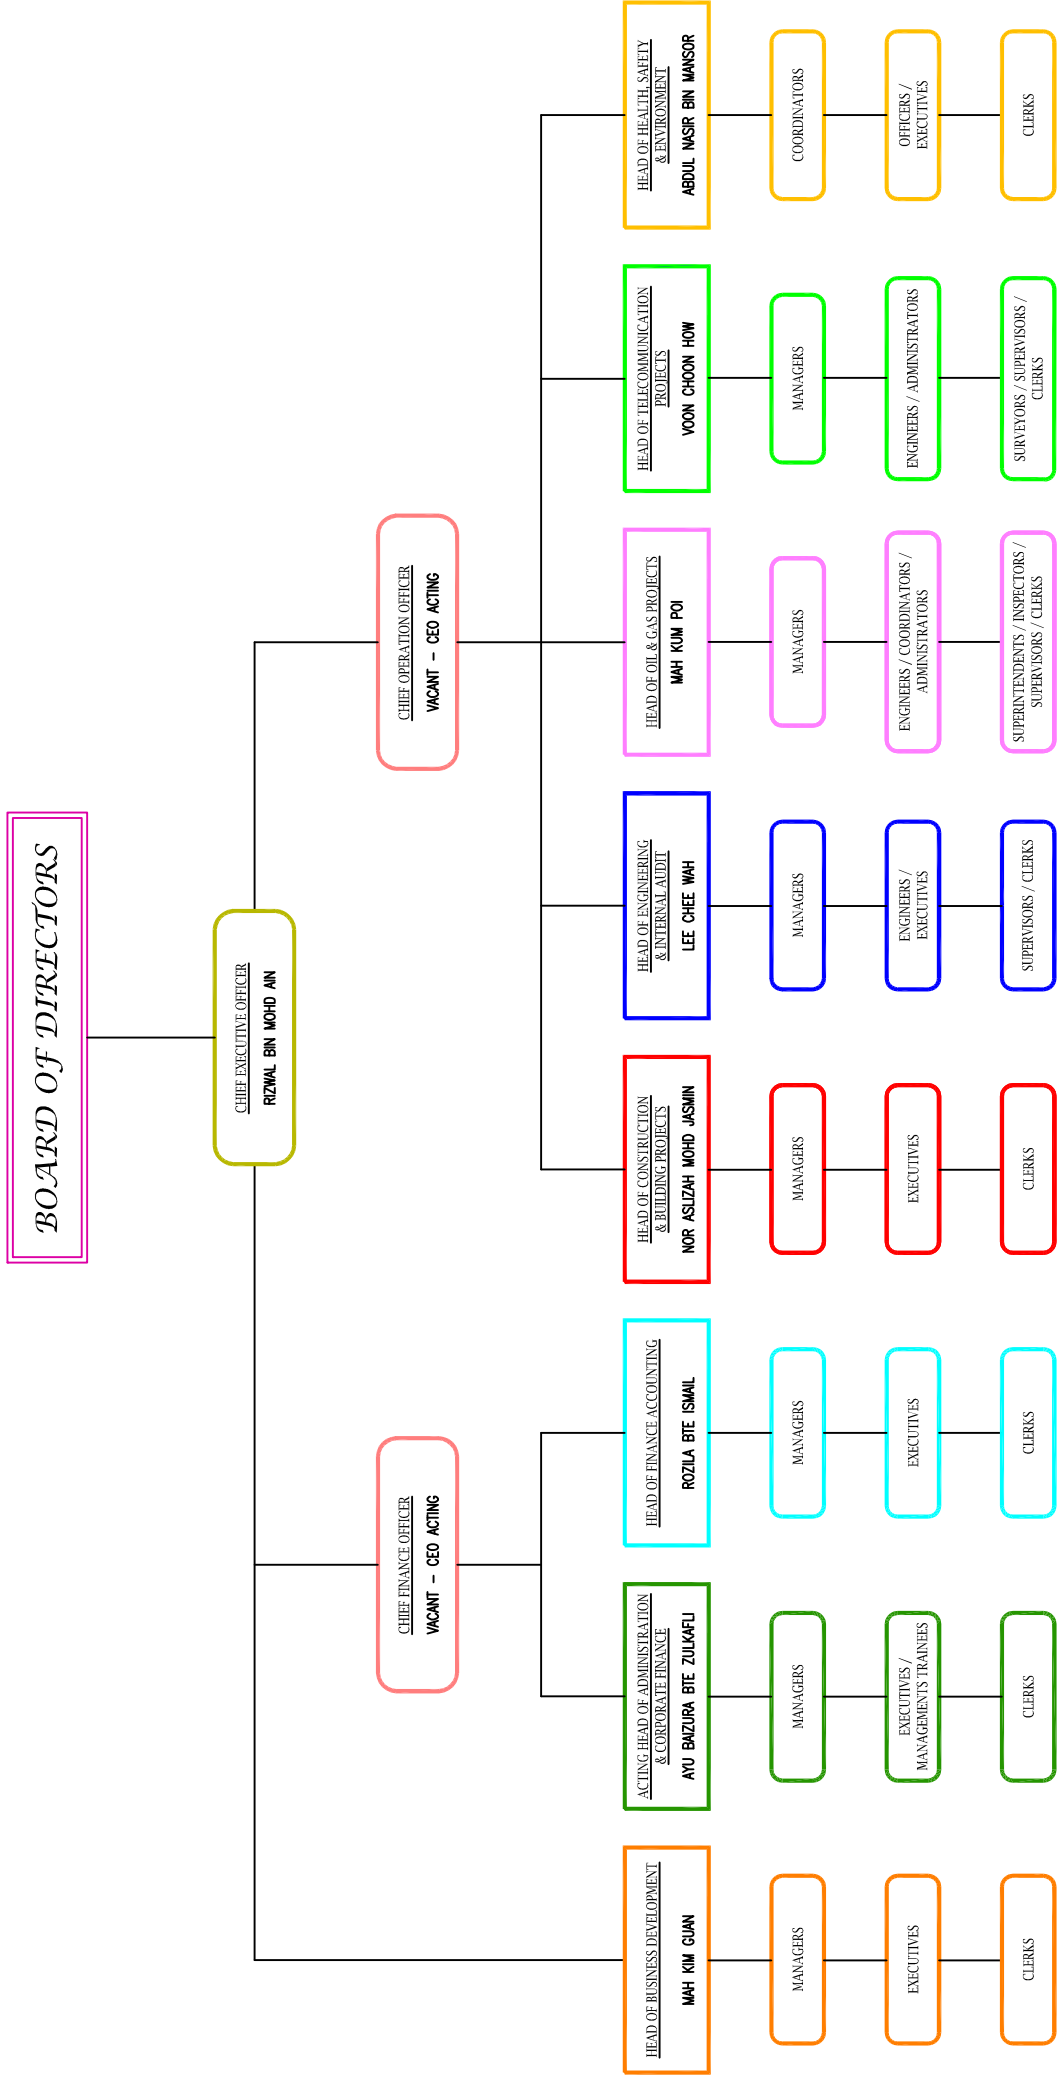 BOARD OF DIRECTORS
CHIEF EXECUTIVE OFFICER
RIZWAL BIN MOHD AIN
CHIEF FINANCE OFFICER
VACANT – CEO ACTING
CHIEF OPERATION OFFICER
VACANT – CEO ACTING
HEAD OF BUSINESS DEVELOPMENT
MAH KIM GUAN
ACTING HEAD OF ADMINISTRATION
& CORPORATE FINANCE
AYU BAIZURA BTE ZULKAFLI
HEAD OF FINANCE ACCOUNTING
ROZILA BTE ISMAIL
HEAD OF CONSTRUCTION
& BUILDING PROJECTS
NOR ASLIZAH MOHD JASMIN
HEAD OF ENGINEERING
& INTERNAL AUDIT
LEE CHEE WAH
HEAD OF OIL & GAS PROJECTS
MAH KUM POI
HEAD OF TELECOMMUNICATION
PROJECTS
VOON CHOON HOW
HEAD OF HEALTH, SAFETY
& ENVIRONMENT
ABDUL NASIR BIN MANSOR
MANAGERS
MANAGERS
MANAGERS
MANAGERS
MANAGERS
MANAGERS
MANAGERS
COORDINATORS
EXECUTIVES
EXECUTIVES /
MANAGEMENTS TRAINEES
EXECUTIVES
EXECUTIVES
ENGINEERS /
EXECUTIVES
ENGINEERS / COORDINATORS /
ADMINISTRATORS
ENGINEERS / ADMINISTRATORS
OFFICERS /
EXECUTIVES
CLERKS
CLERKS
CLERKS
CLERKS
SUPERVISORS / CLERKS
SUPERINTENDENTS / INSPECTORS /
SUPERVISORS / CLERKS
SURVEYORS / SUPERVISORS /
CLERKS
CLERKS